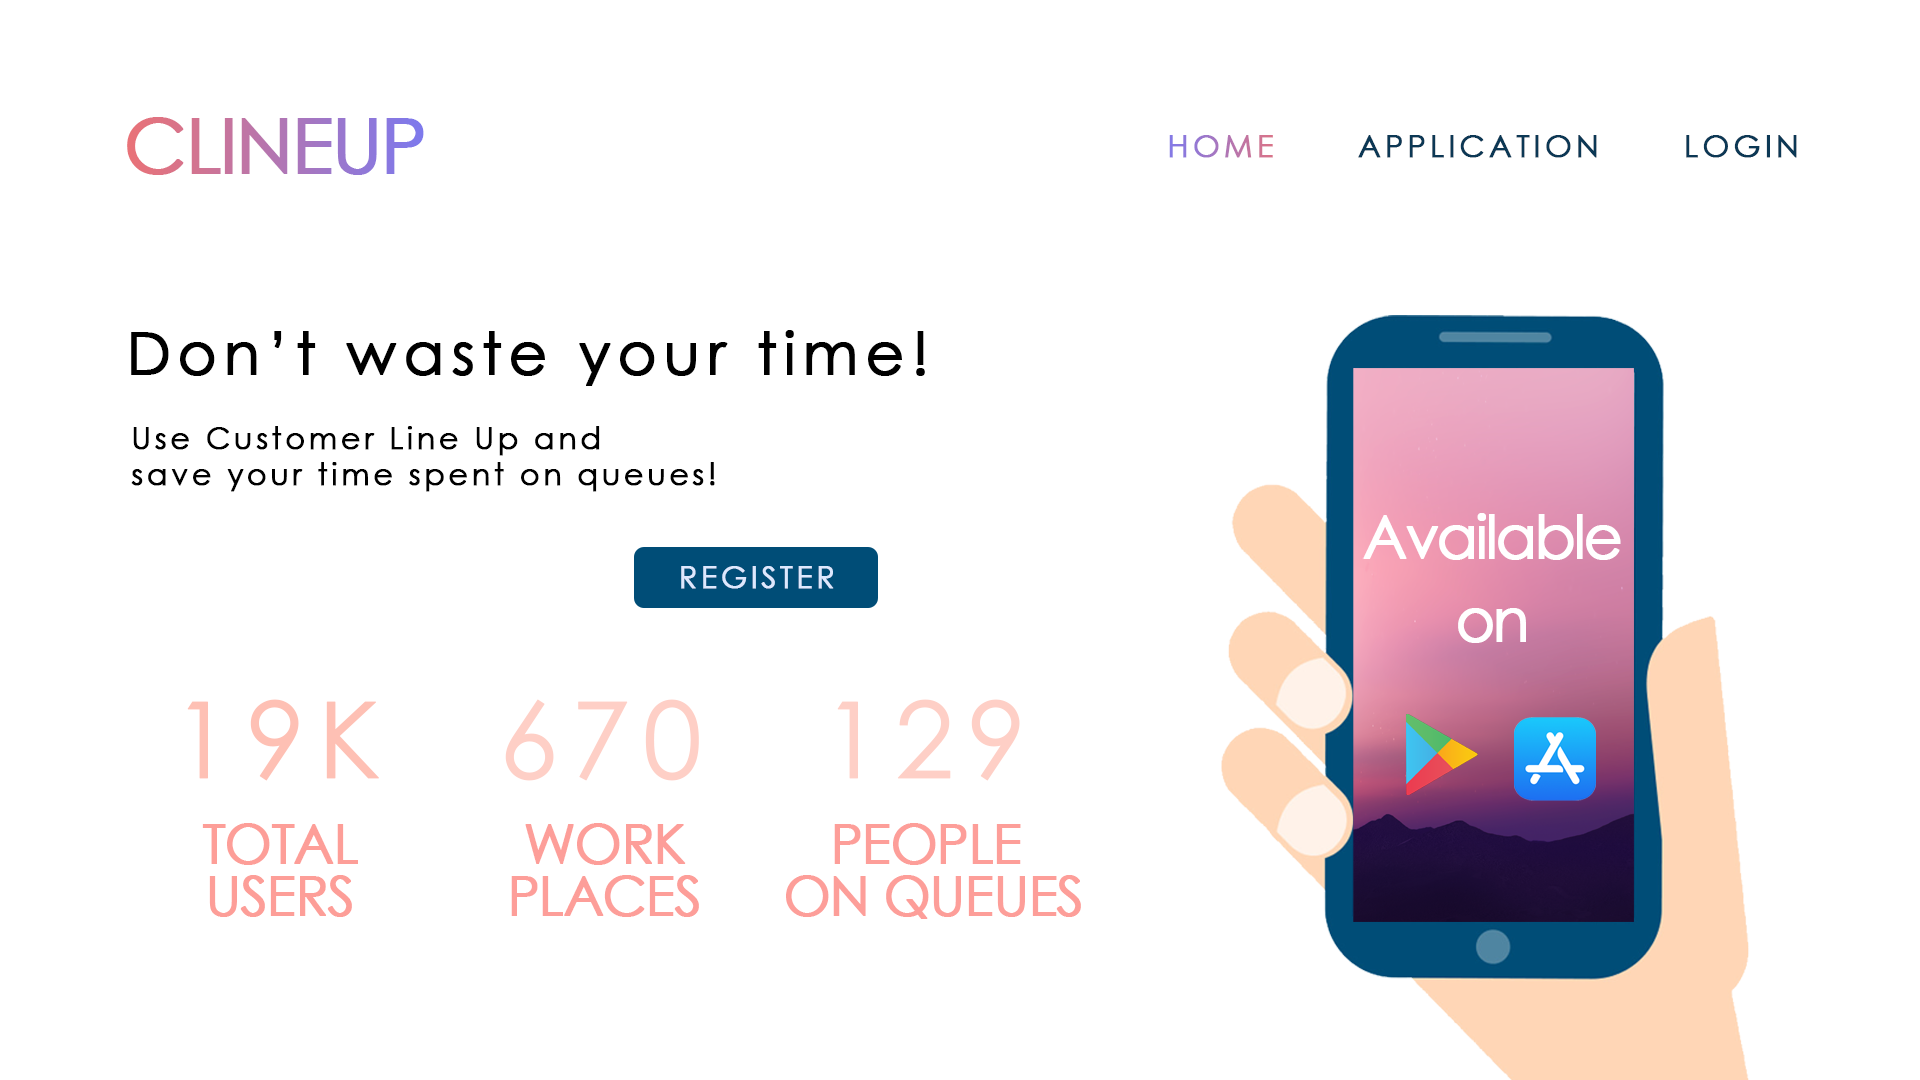 CLINEUP
HOME APPLICATION LOGIN
Don’t waste your time!
Use Customer Line Up and
save your time spent on queues!
REGISTER
19K
TOTAL
USERS
670
WORK
PLACES
129
PEOPLE
ON QUEUES
Available
on